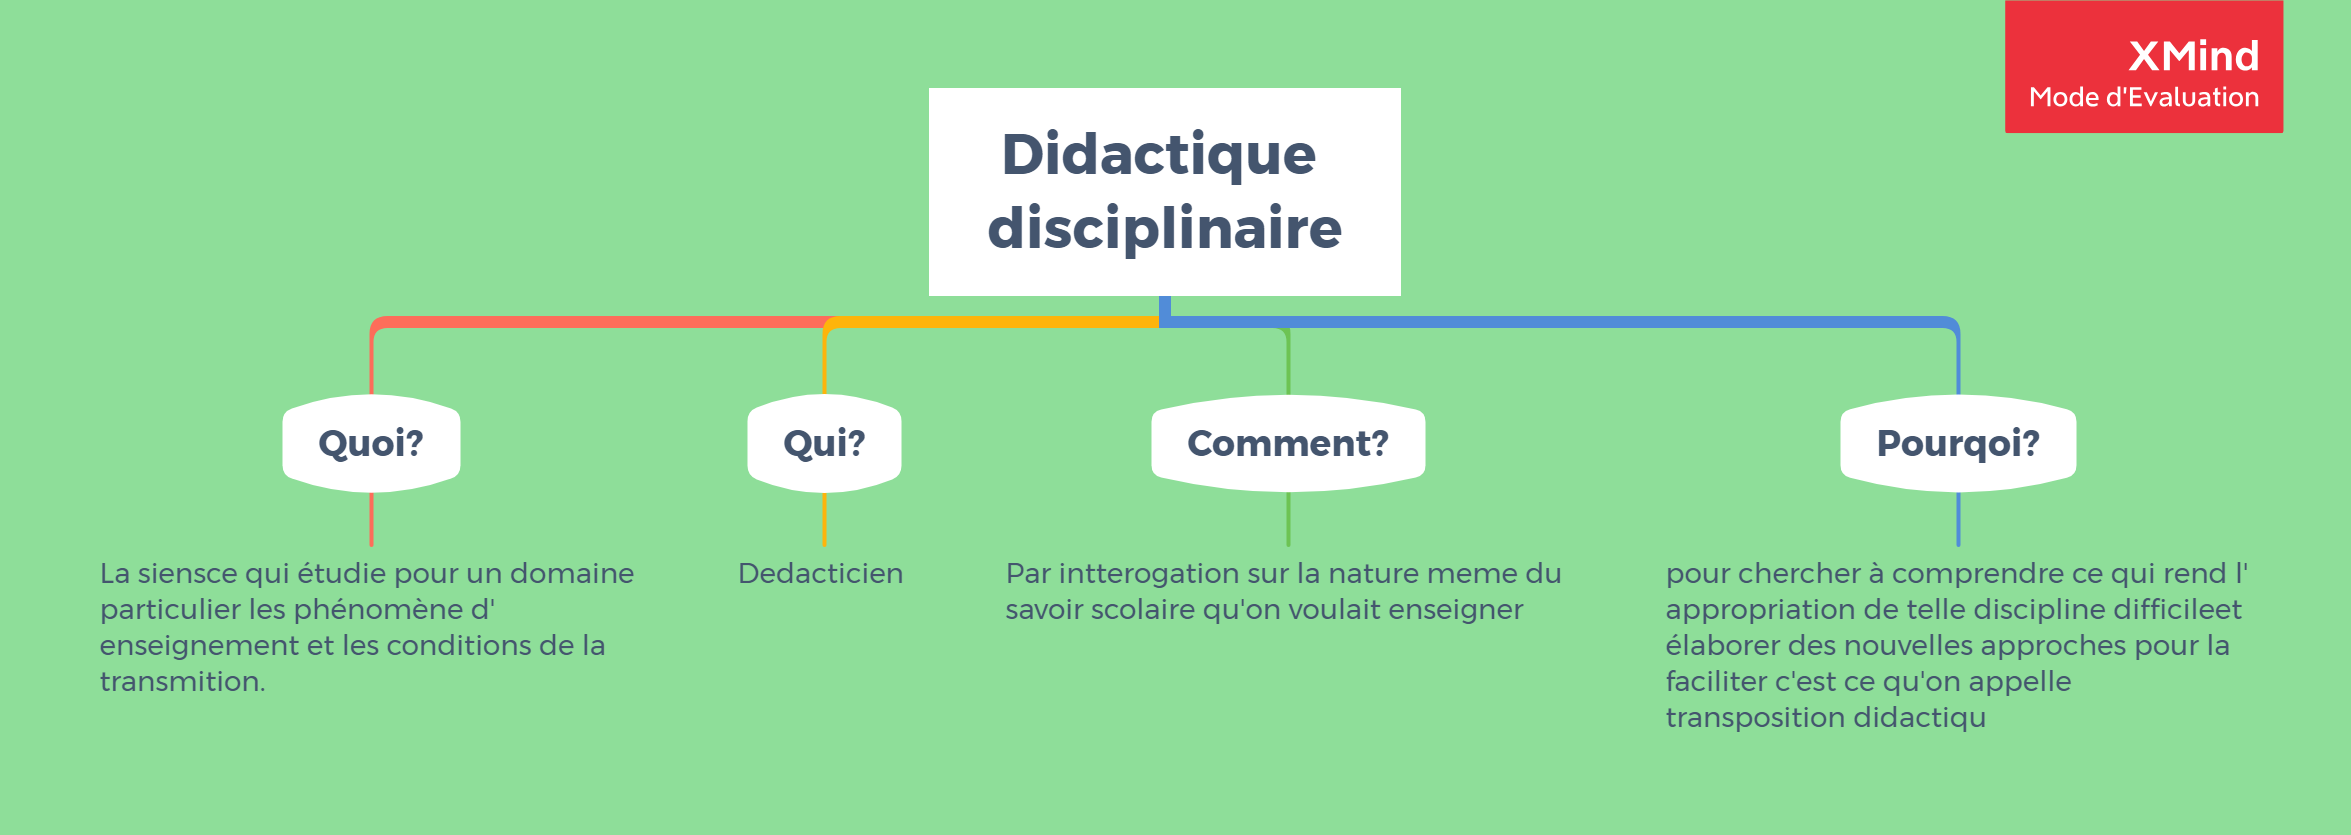 XMind
Mode d'Evaluation
Didactique
disciplinaire
Quoi?
Qui?
Comment?
Pourqoi?
La siensce qui étudie pour un domaine
particulier les phénomène d'
enseignement et les conditions de la
transmition.
Dedacticien
Par intterogation sur la nature meme du
savoir scolaire qu'on voulait enseigner
pour chercher à comprendre ce qui rend l'
appropriation de telle discipline difficileet
élaborer des nouvelles approches pour la
faciliter c'est ce qu'on appelle
transposition didactiqu